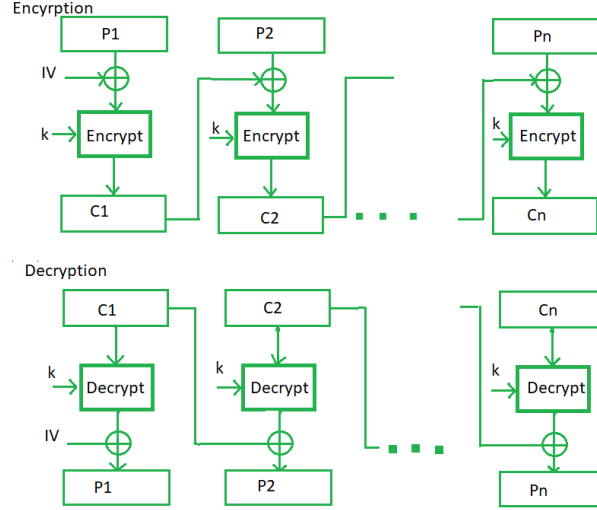 Encyrption
P1
P2
Pn
IV
k
Encrypt
k
Encrypt
k
Encrypt
C1
C2
Cn
Decryption
C1
C2
Cn
k
Decrypt
k
Decrypt
k
Decrypt
IV
P1
P2
Pn